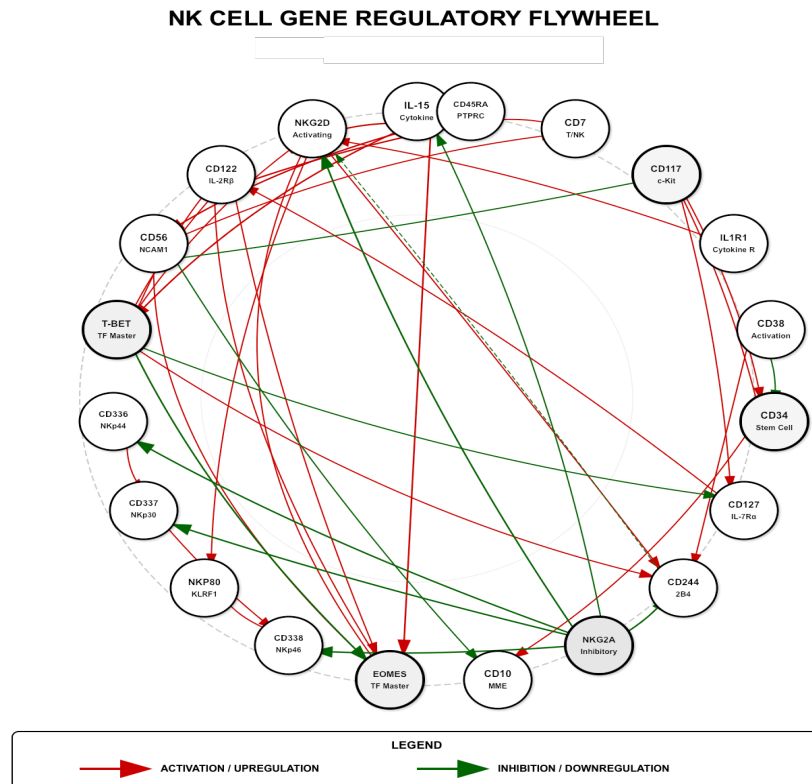 NK CELL GENE REGULATORY FLYWHEEL
IL-15
Cytokine
CD45RA
PTPRC
CD7
T/NK
NKG2D
Activating
CD122
IL-2Rβ
CD117
c-Kit
CD56
NCAM1
IL1R1
Cytokine R
T-BET
TF Master
CD38
Activation
CD336
NKp44
CD34
Stem Cell
CD337
NKp30
CD127
IL-7Rα
NKP80
KLRF1
CD244
2B4
CD338
NKp46
NKG2A
Inhibitory
EOMES
TF Master
CD10
MME
LEGEND
ACTIVATION / UPREGULATION
INHIBITION / DOWNREGULATION